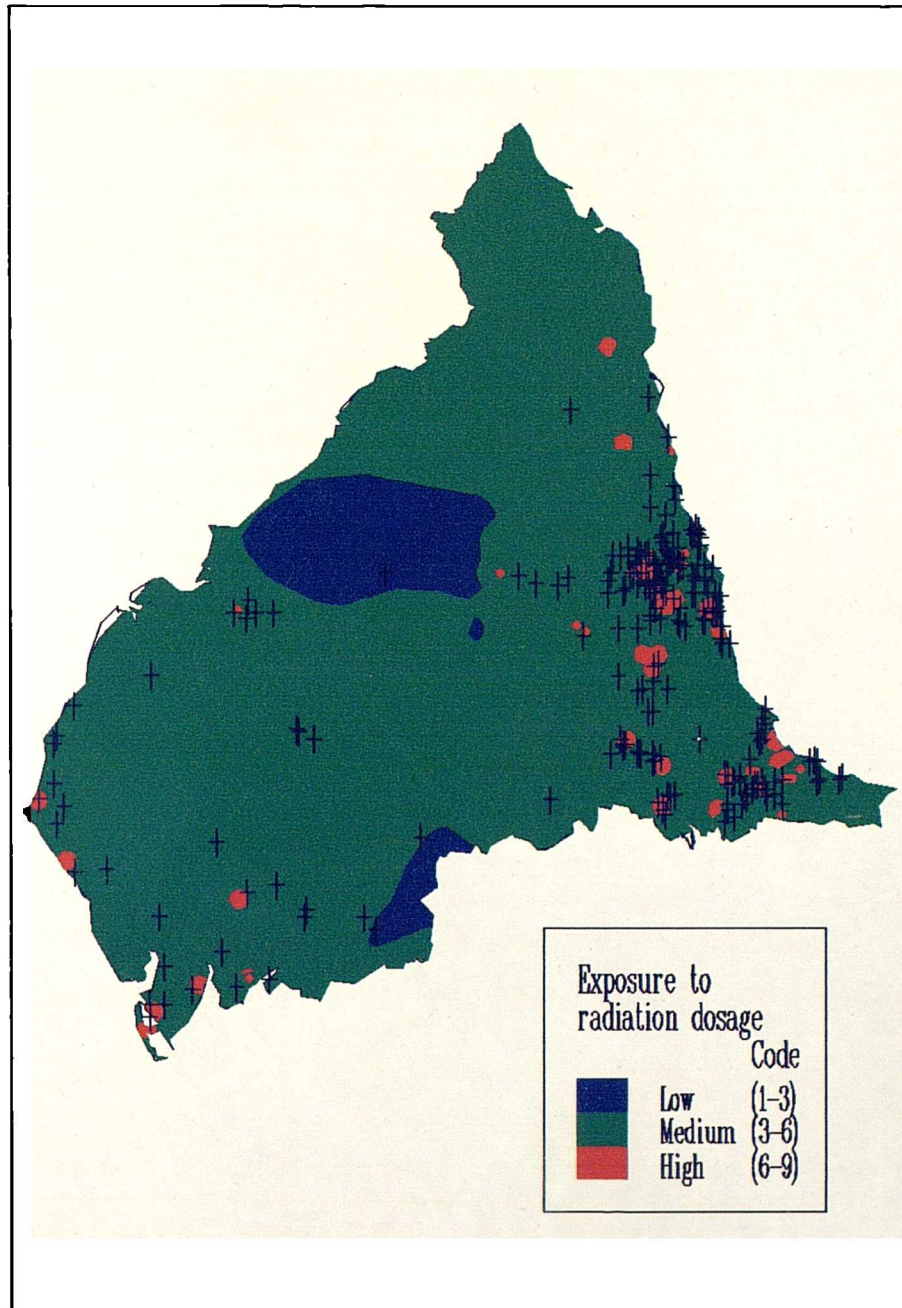 Exposure to
radiation dosage
Code
Low (1-3)
Medium (3-6)
High (6-9)